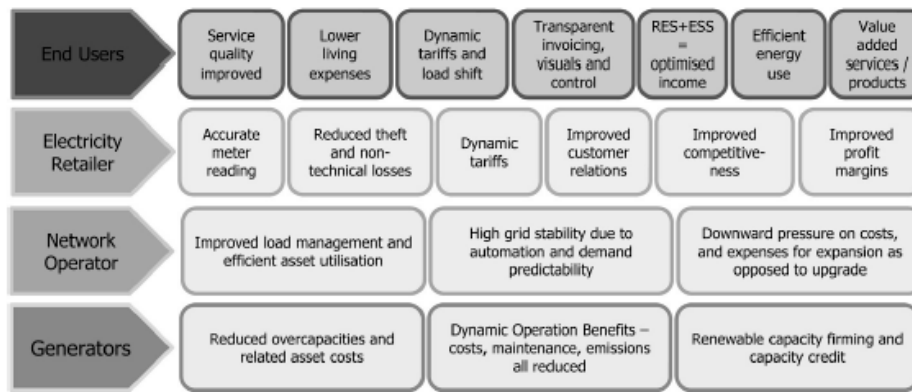 End Users
Service
quality
improved
Lower
living
expenses
Dynamic
tariffs and
load shift
Transparent
invoicing,
visuals and
control
RES+ESS
=
optimised
income
Efficient
energy
use
Value
added
services /
products
Electricity
Retailer
Accurate
meter
reading
Reduced theft
and non-
technical losses
Dynamic
tariffs
Improved
customer
relations
Improved
competitive-
ness
Improved
profit
margins
Network
Operator
Improved load management and
efficient asset utilisation
High grid stability due to
automation and demand
predictability
Downward pressure on costs,
and expenses for expansion as
opposed to upgrade
Generators
Reduced overcapacities and
related asset costs
Dynamic Operation Benefits –
costs, maintenance, emissions
all reduced
Renewable capacity firming and
capacity credit